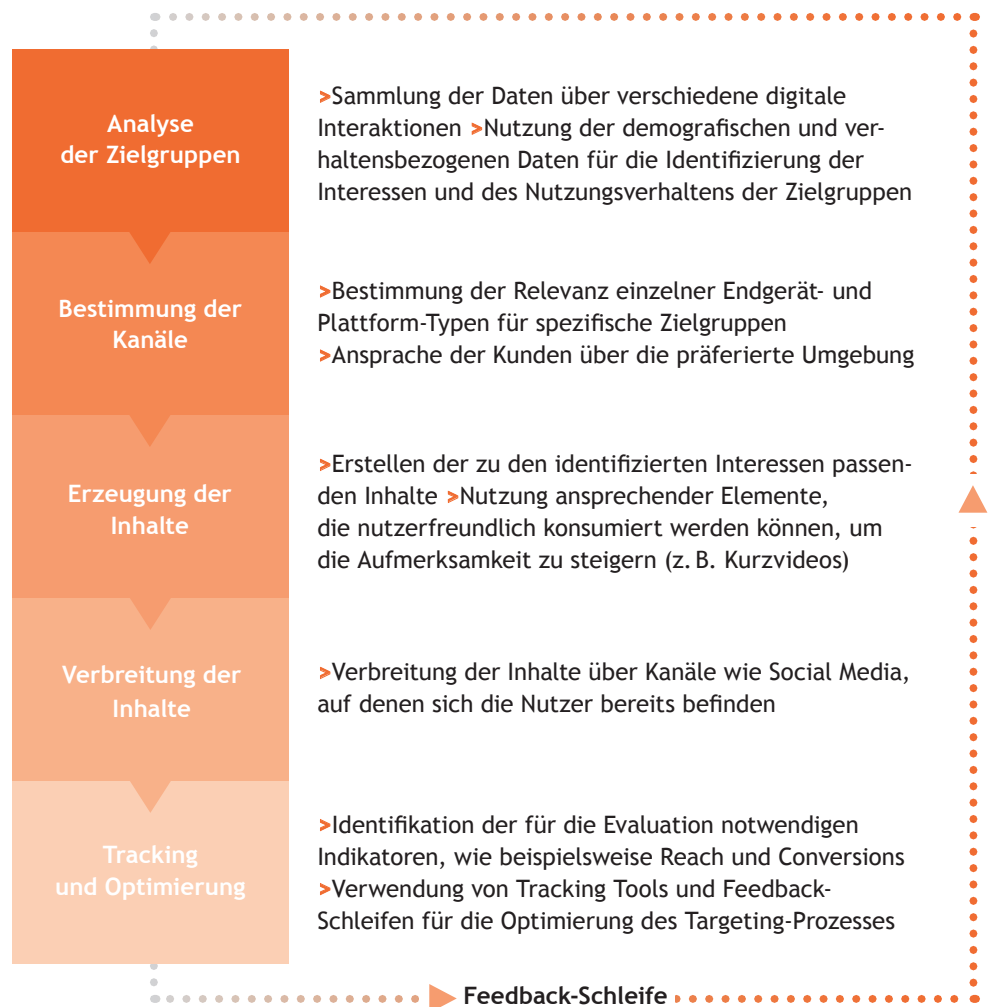 Analyse
der Zielgruppen
>Sammlung der Daten über verschiedene digitale
Interaktionen >Nutzung der demografischen und ver-
haltensbezogenen Daten für die Identifizierung der
Interessen und des Nutzungsverhaltens der Zielgruppen
Bestimmung der
Kanäle
>Bestimmung der Relevanz einzelner Endgerät- und
Plattform-Typen für spezifische Zielgruppen
>Ansprache der Kunden über die präferierte Umgebung
Erzeugung der
Inhalte
>Erstellen der zu den identifizierten Interessen passen-
den Inhalte >Nutzung ansprechender Elemente,
die nutzerfreundlich konsumiert werden können, um
die Aufmerksamkeit zu steigern (z. B. Kurzvideos)
Verbreitung der
Inhalte
>Verbreitung der Inhalte über Kanäle wie Social Media,
auf denen sich die Nutzer bereits befinden
Tracking
und Optimierung
>Identifikation der für die Evaluation notwendigen
Indikatoren, wie beispielsweise Reach und Conversions
>Verwendung von Tracking Tools und Feedback-
Schleifen für die Optimierung des Targeting-Prozesses
Feedback-Schleife